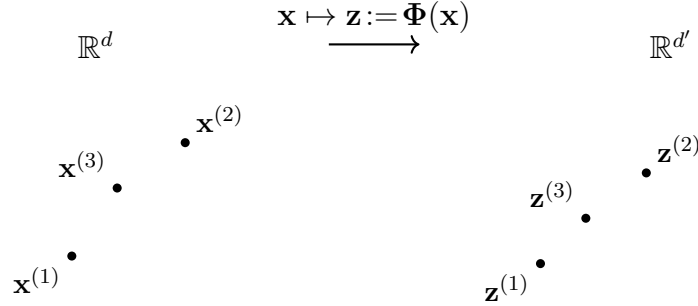 𝐱 ↦ 𝐳 := 𝚽(𝐱)
ℝ^d
ℝ^{d′}
𝐱^{(2)}
𝐱^{(3)}
𝐱^{(1)}
𝐳^{(2)}
𝐳^{(3)}
𝐳^{(1)}